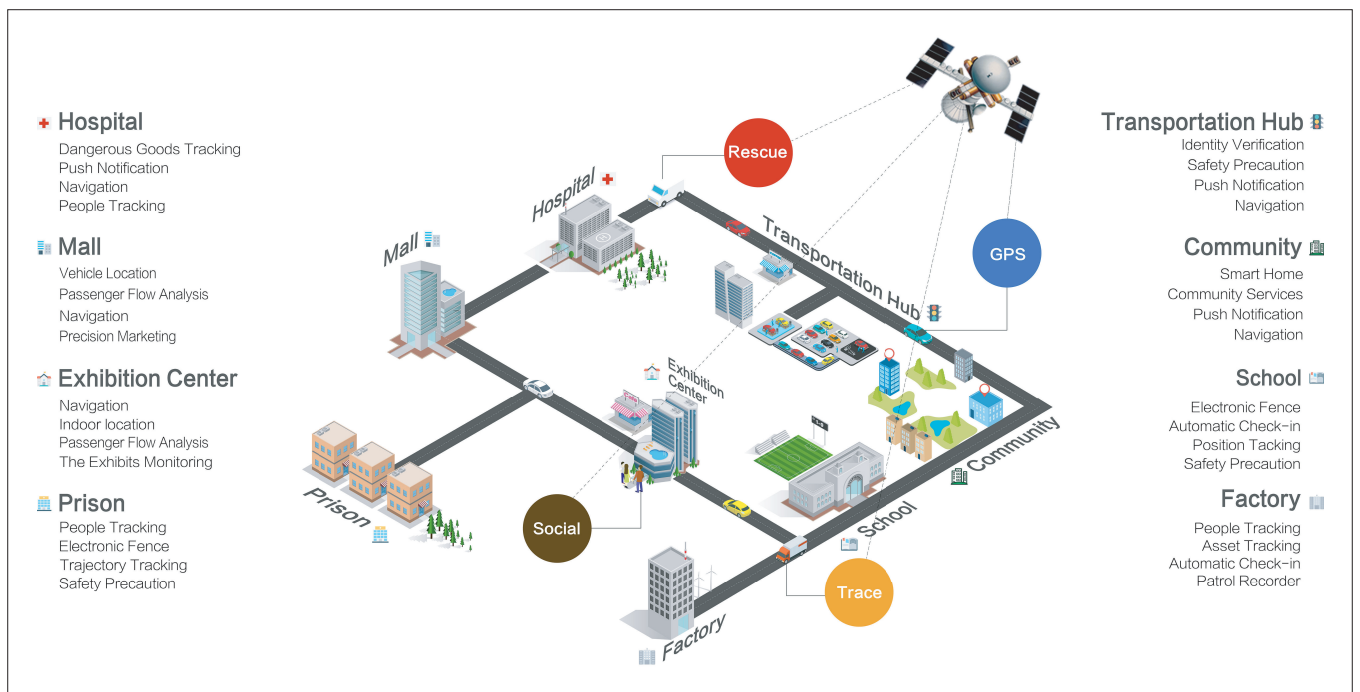 Hospital
Dangerous Goods Tracking
Push Notification
Navigation
People Tracking
Mall
Vehicle Location
Passenger Flow Analysis
Navigation
Precision Marketing
Exhibition Center
Navigation
Indoor location
Passenger Flow Analysis
The Exhibits Monitoring
Prison
People Tracking
Electronic Fence
Trajectory Tracking
Safety Precaution
Rescue
Hospital
Mall
Transportation Hub
GPS
Exhibition
Center
Community
Prison
Social
School
Trace
Factory
Transportation Hub
Identity Verification
Safety Precaution
Push Notification
Navigation
Community
Smart Home
Community Services
Push Notification
Navigation
School
Electronic Fence
Automatic Check-in
Position Tacking
Safety Precaution
Factory
People Tracking
Asset Tracking
Automatic Check-in
Patrol Recorder